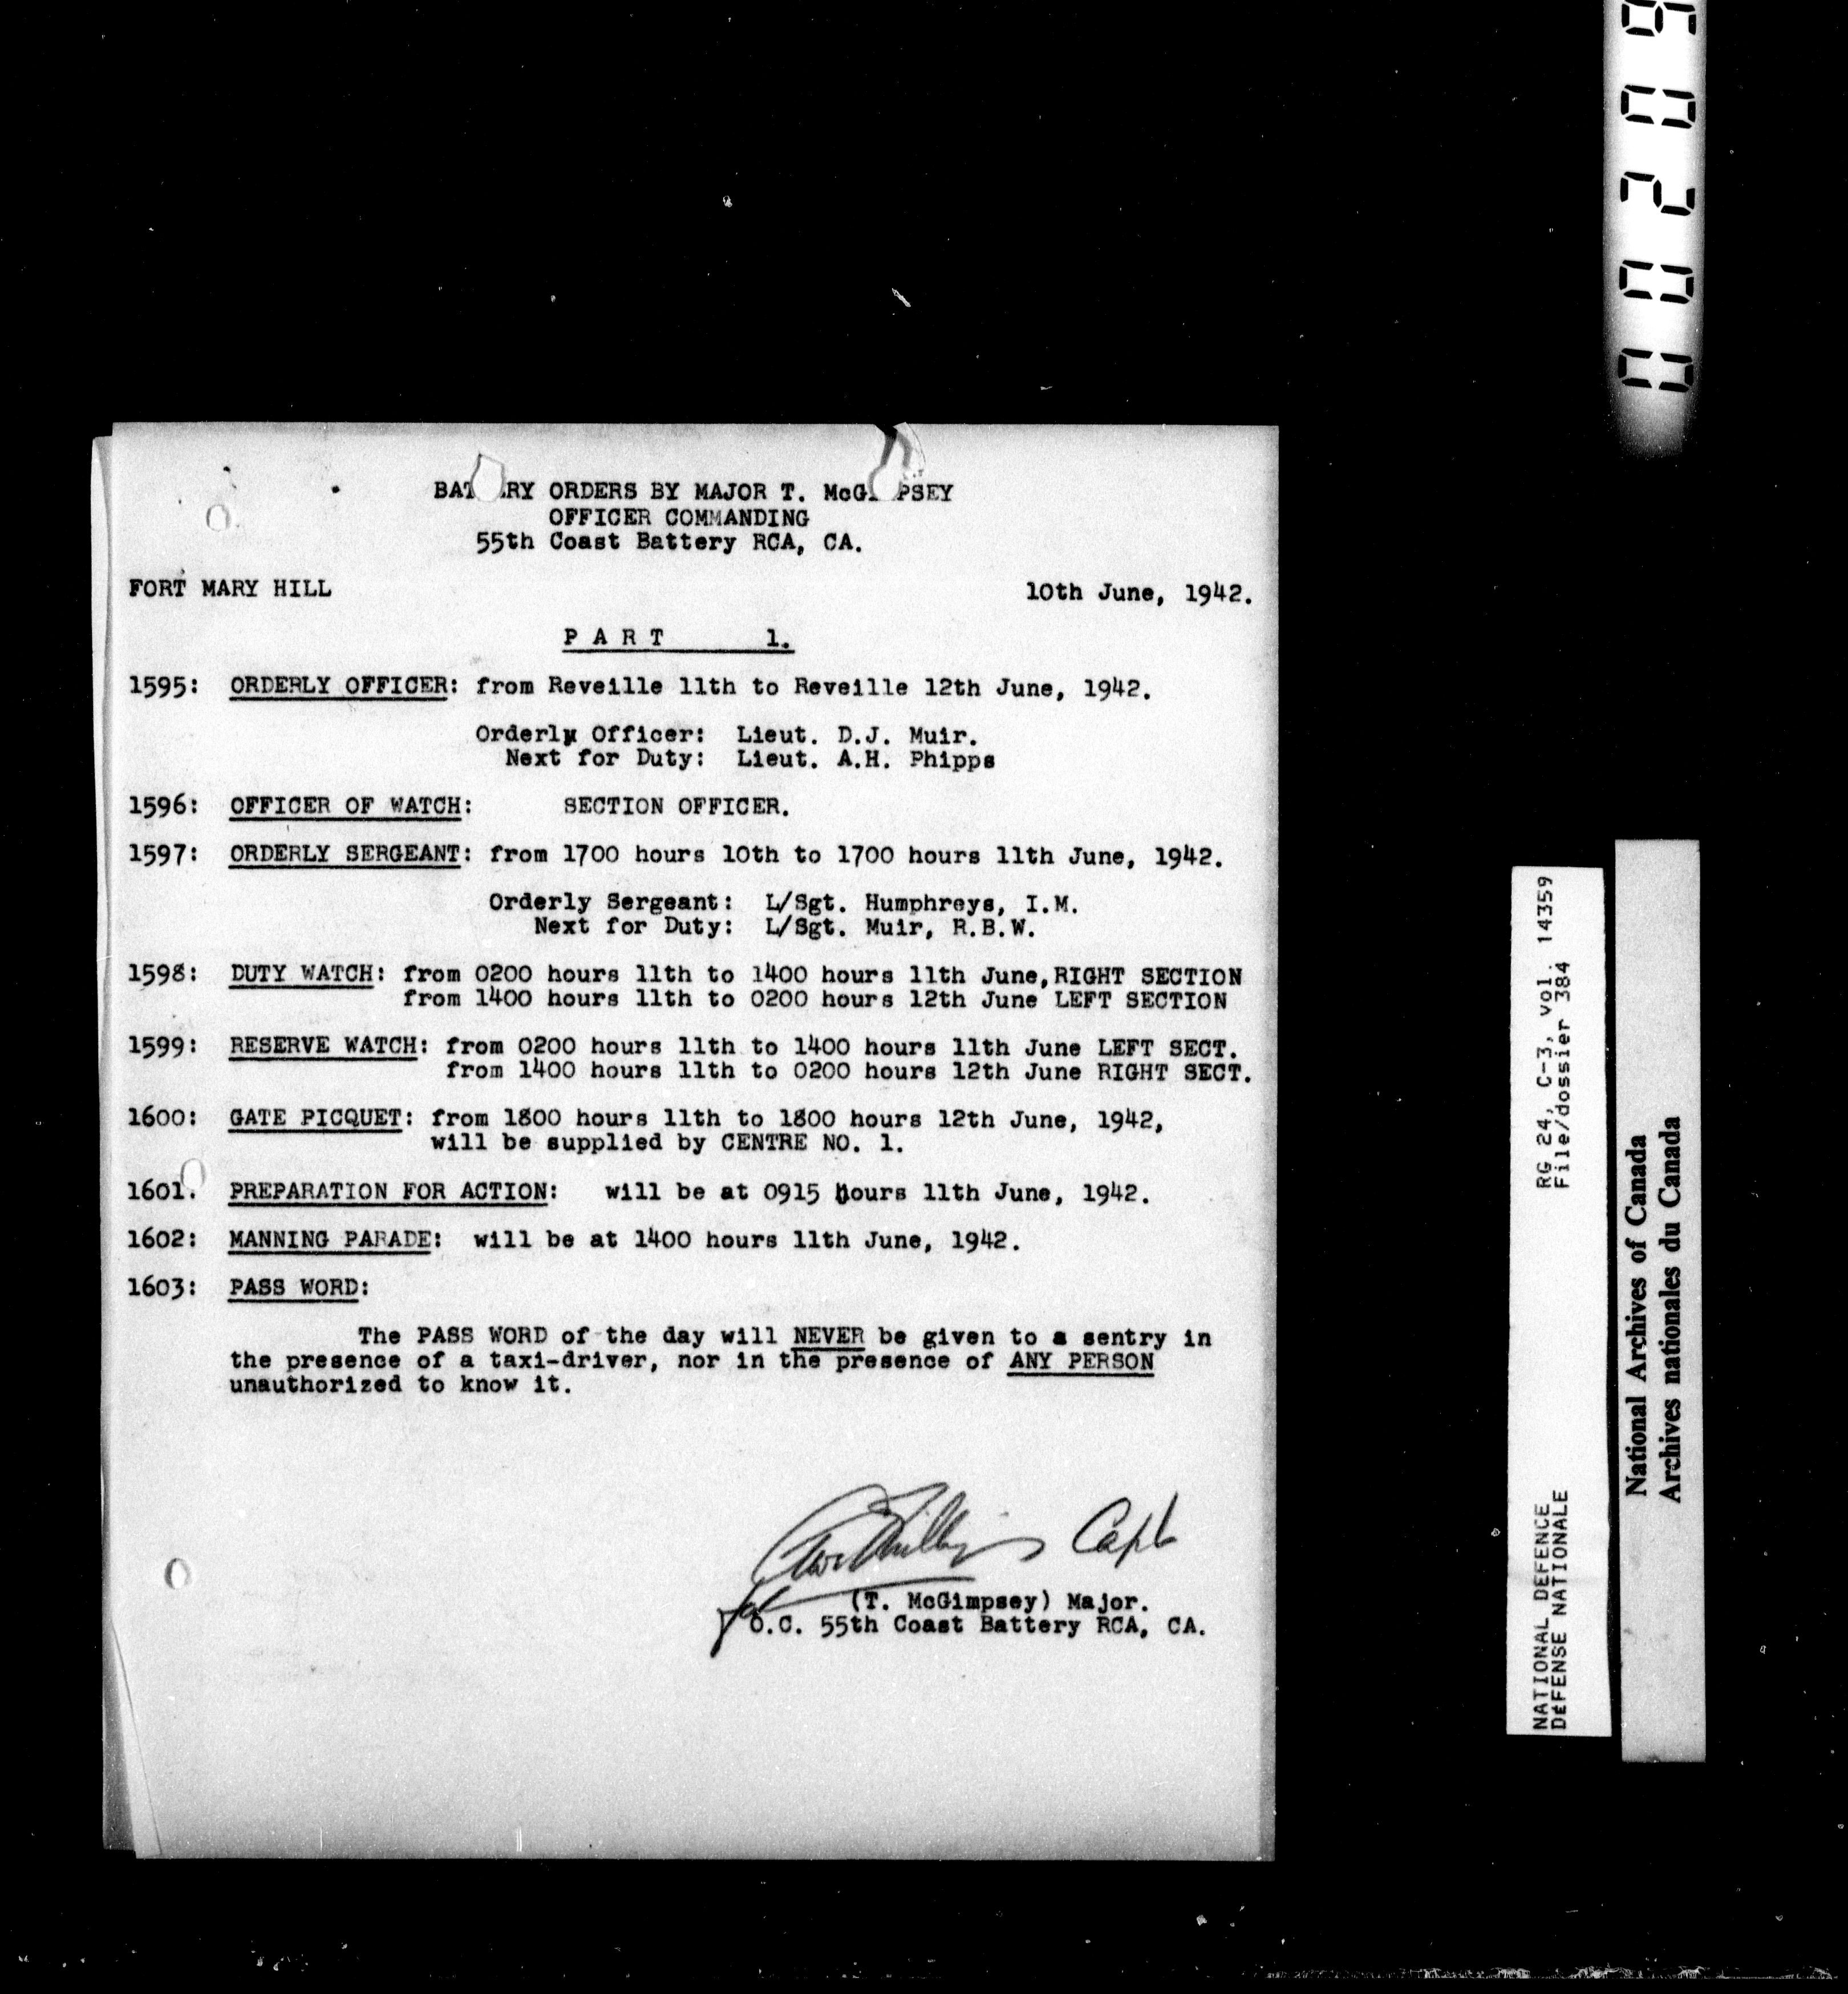 BAT RY ORDERS BY MAJOR T. McG PSEY
OFFICER COMMANDING
55th Coast Battery RCA, CA.
FORT MARY HILL 10th June, 1942.
P A R T 1.
1595: ORDERLY OFFICER: from Reveille 11th to Reveille 12th June, 1942.
Orderly Officer: Lieut. D.J. Muir.
Next for Duty: Lieut. A.H. Phipps
1596: OFFICER OF WATCH: SECTION OFFICER.
1597: ORDERLY SERGEANT: from 1700 hours 10th to 1700 hours 11th June, 1942.
Orderly Sergeant: L/Sgt. Humphreys, I.M.
Next for Duty: L/Sgt. Muir, R.B.W.
1598: DUTY WATCH: from 0200 hours 11th to 1400 hours 11th June, RIGHT SECTION
from 1400 hours 11th to 0200 hours 12th June LEFT SECTION
1599: RESERVE WATCH: from 0200 hours 11th to 1400 hours 11th June LEFT SECT.
from 1400 hours 11th to 0200 hours 12th June RIGHT SECT.
1600: GATE PICQUET: from 1800 hours 11th to 1800 hours 12th June, 1942,
will be supplied by CENTRE NO. 1.
1601. PREPARATION FOR ACTION: will be at 0915 hours 11th June, 1942.
1602: MANNING PARADE: will be at 1400 hours 11th June, 1942.
1603: PASS WORD:
The PASS WORD of the day will NEVER be given to a sentry in
the presence of a taxi-driver, nor in the presence of ANY PERSON
unauthorized to know it.
Capt
for (T. McGimpsey) Major.
O.C. 55th Coast Battery RCA, CA.
RG 24, C-3, vol. 14359
File/dossier 384
NATIONAL DEFENCE
DEFENSE NATIONALE
National Archives of Canada
Archives nationales du Canada